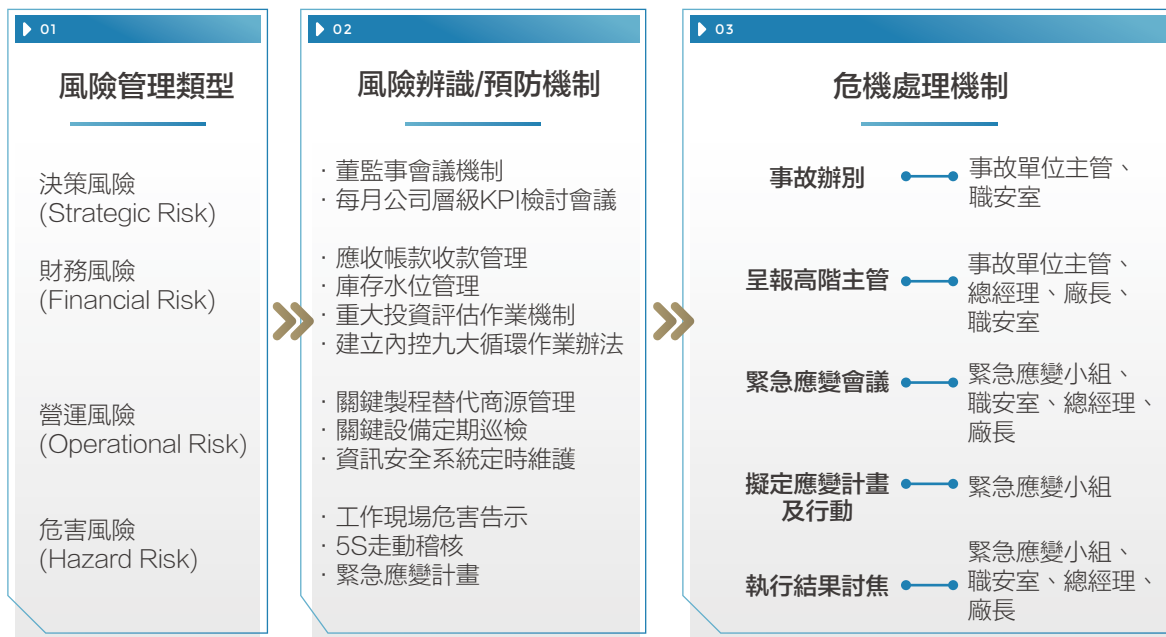 01
風險管理類型
決策風險
(Strategic Risk)
財務風險
(Financial Risk)
營運風險
(Operational Risk)
危害風險
(Hazard Risk)
02
風險辨識/預防機制
·董監事會議機制
·每月公司層級KPI檢討會議
·應收帳款收款管理
·庫存水位管理
·重大投資評估作業機制
·建立內控九大循環作業辦法
·關鍵製程替代商源管理
·關鍵設備定期巡檢
·資訊安全系統定時維護
·工作現場危害告示
·5S走動稽核
·緊急應變計畫
03
危機處理機制
事故辦別
事故單位主管、
職安室
呈報高階主管
事故單位主管、
總經理、廠長、
職安室
緊急應變會議
緊急應變小組、
職安室、總經理、
廠長
擬定應變計畫
及行動
緊急應變小組
執行結果討焦
緊急應變小組、
職安室、總經理、
廠長